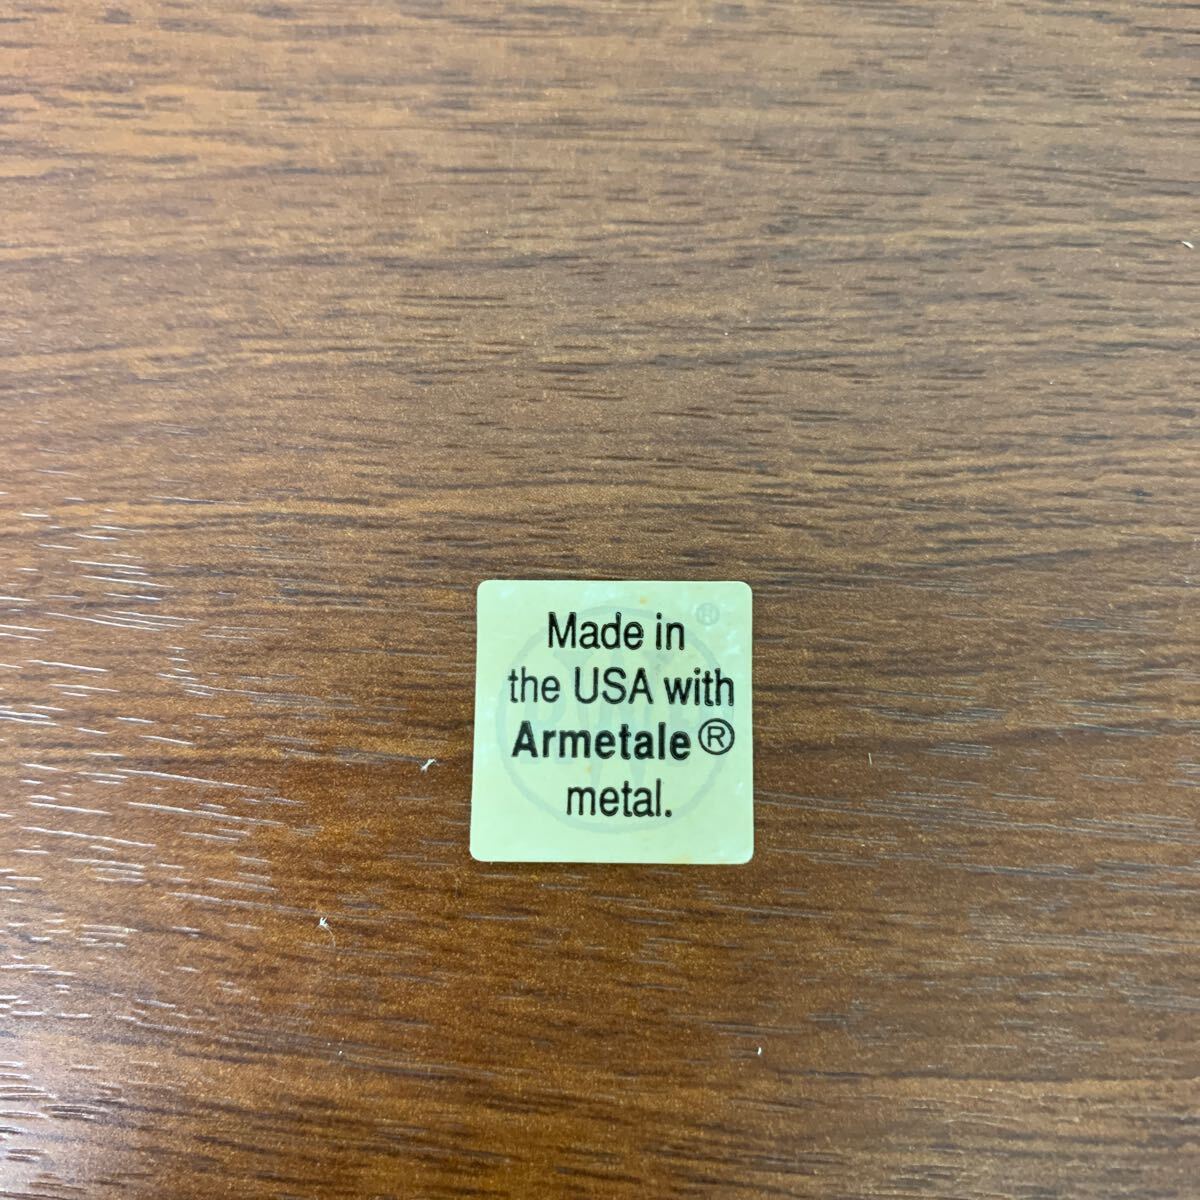 Made in
the USA with
Armetale®
metal.